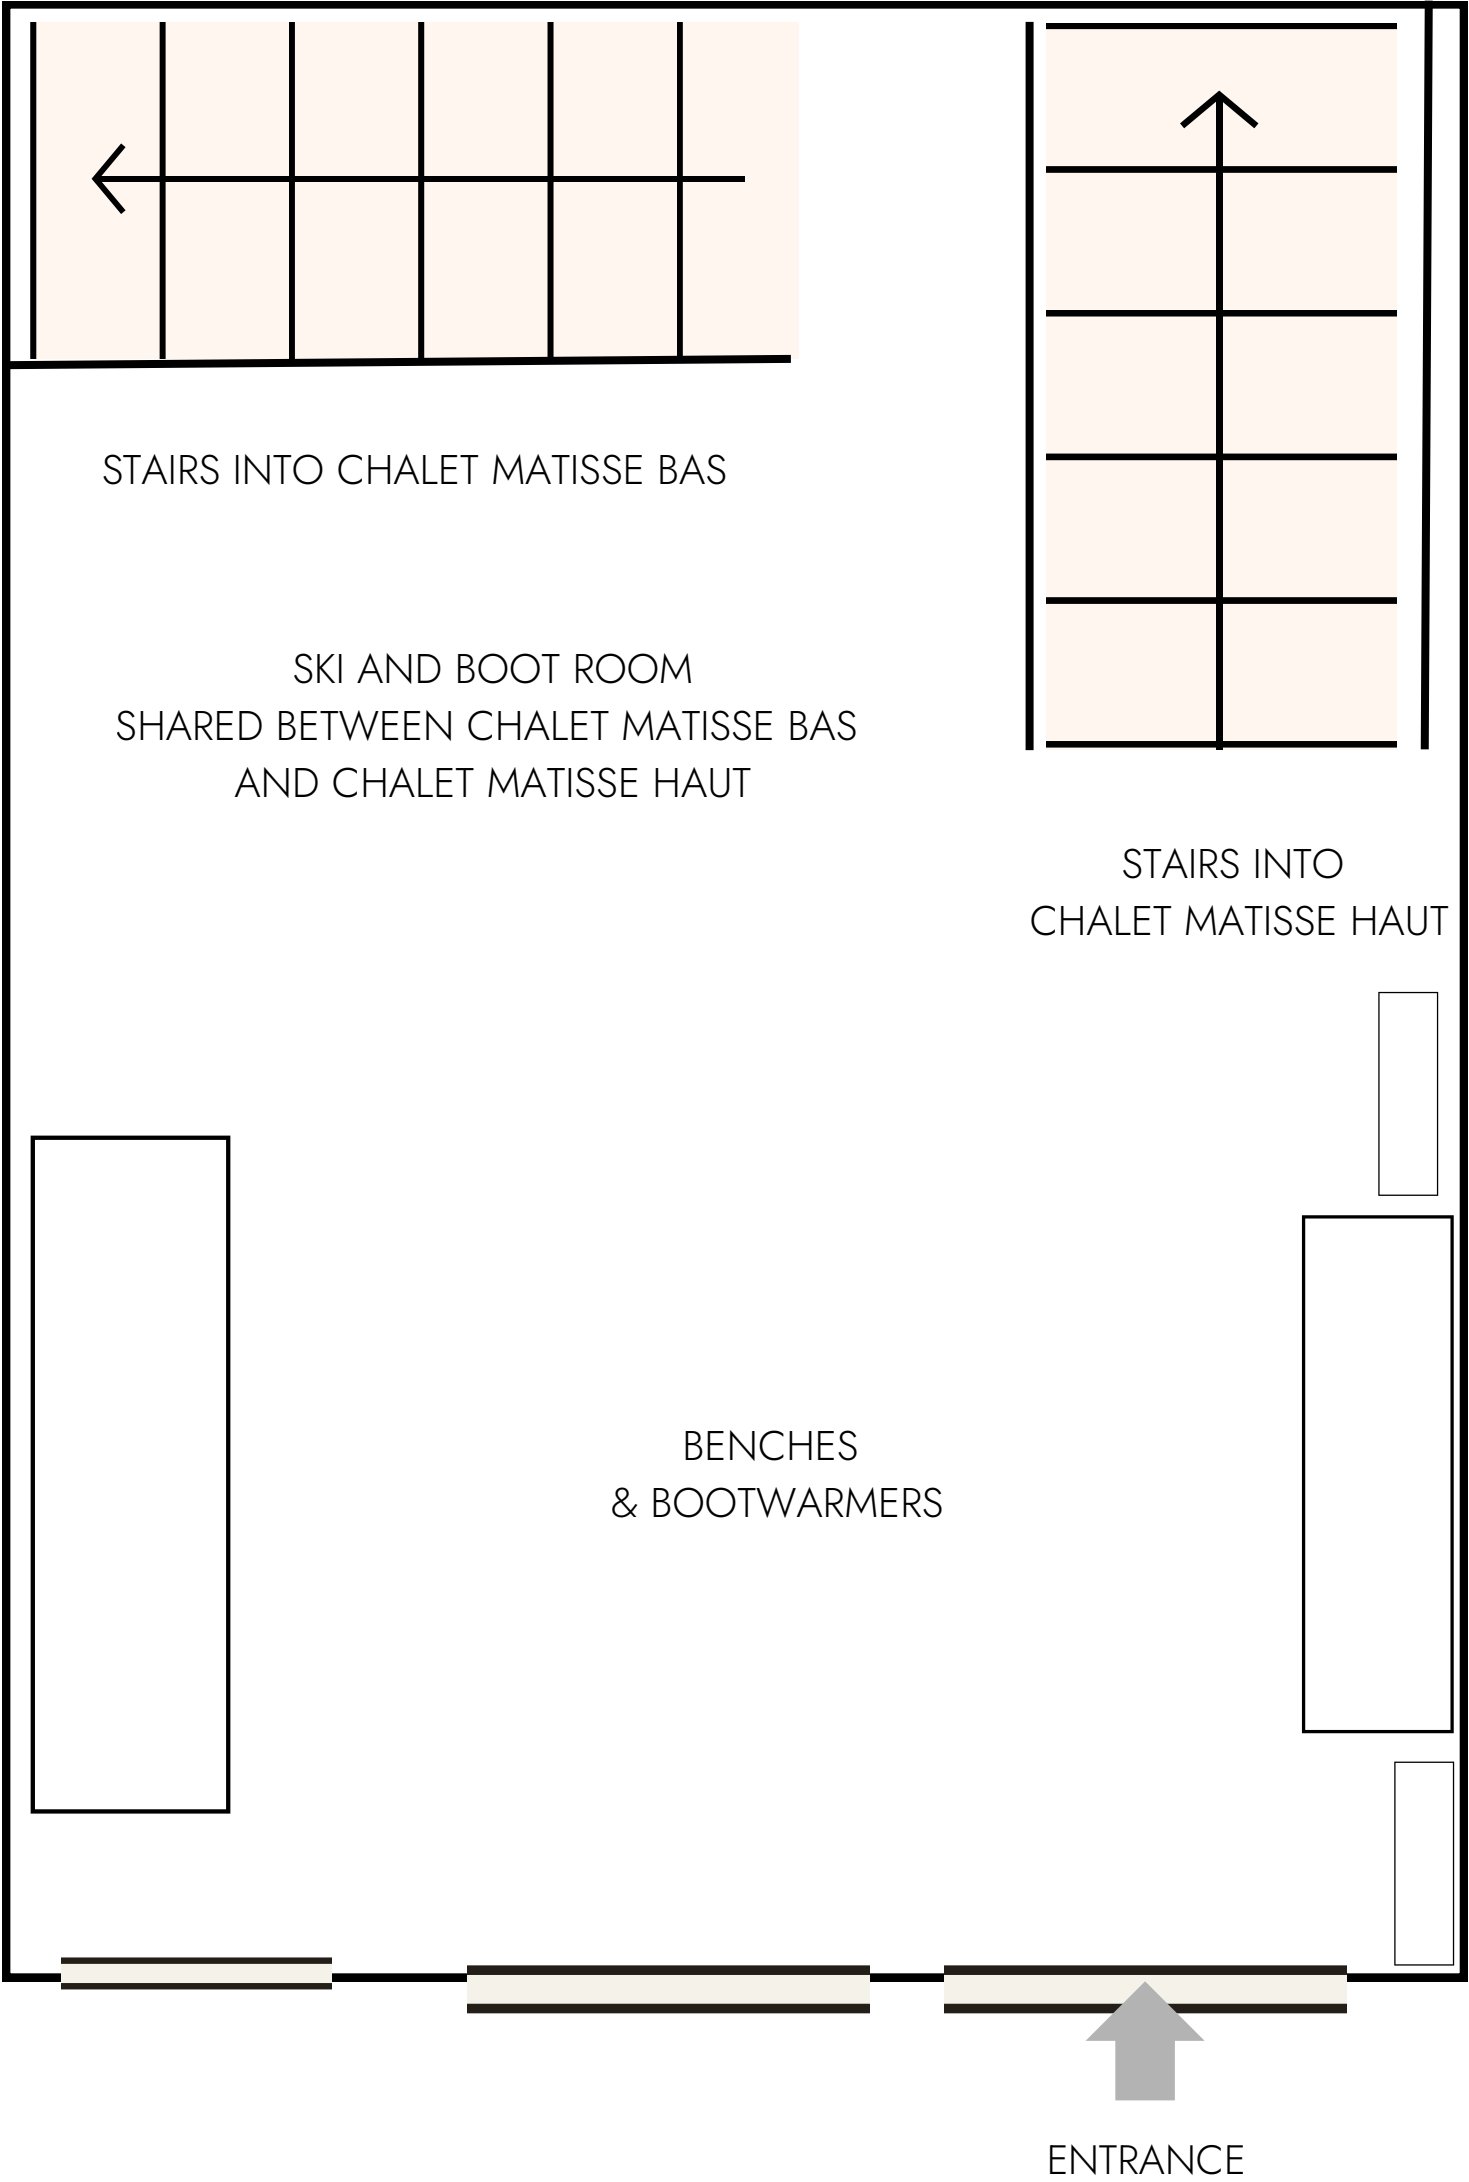 STAIRS INTO CHALET MATISSE BAS
SKI AND BOOT ROOM
SHARED BETWEEN CHALET MATISSE BAS
AND CHALET MATISSE HAUT
STAIRS INTO
CHALET MATISSE HAUT
BENCHES
& BOOTWARMERS
ENTRANCE